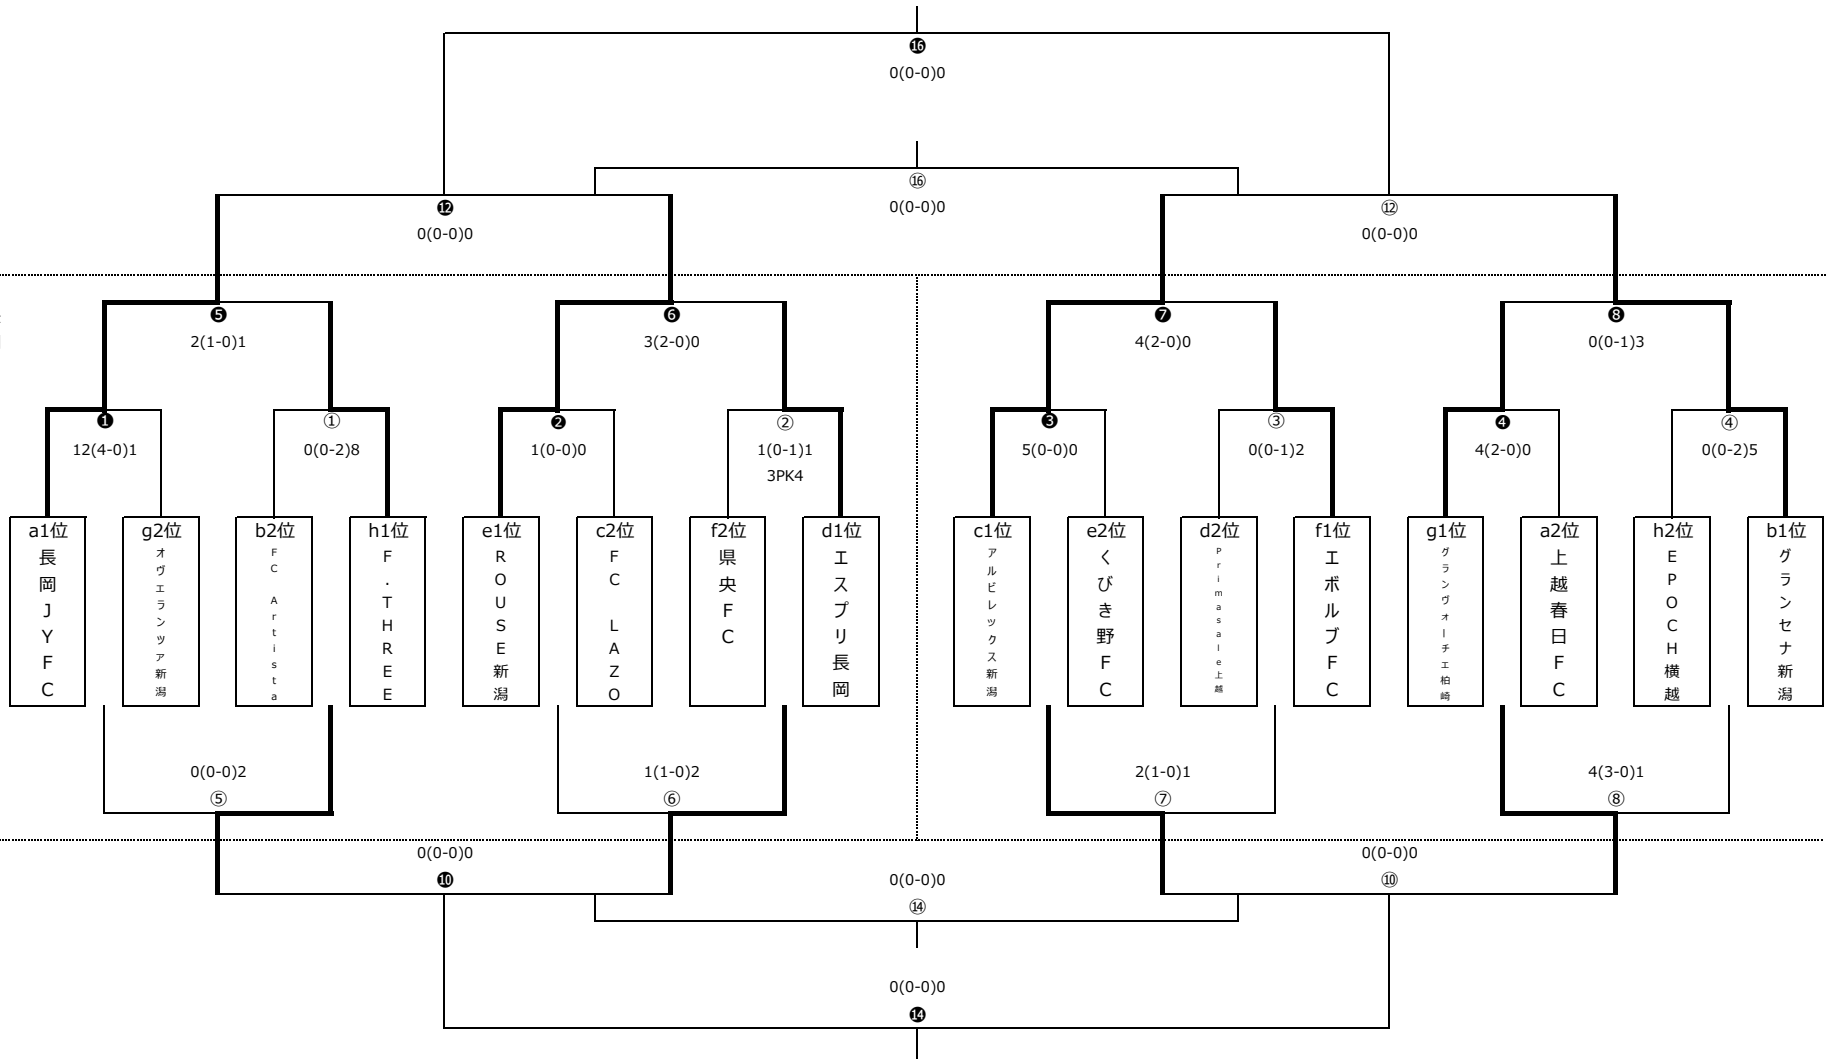 ⓰
0(0-0)0
⑯
0(0-0)0
⓬
0(0-0)0
⑫
0(0-0)0
❺
2(1-0)1
❻
3(2-0)0
❼
4(2-0)0
❽
0(0-1)3
❶
12(4-0)1
①
0(0-2)8
❷
1(0-0)0
②
1(0-1)1
3PK4
❸
5(0-0)0
③
0(0-1)2
❹
4(2-0)0
④
0(0-2)5
a1位
長岡JYFC
g2位
オヴェランツァ新潟
b2位
FC Artista
h1位
F.THREE
e1位
ROUSE新潟
c2位
FC LAZO
f2位
県央FC
d1位
エスプリ長岡
c1位
アルビレックス新潟
e2位
くびき野FC
d2位
Primasale上越
f1位
エボルブFC
g1位
グランヴォーチェ柏崎
a2位
上越春日FC
h2位
EPOCH横越
b1位
グランセナ新潟
0(0-0)2
⑤
1(1-0)2
⑥
2(1-0)1
⑦
4(3-0)1
⑧
0(0-0)0
❿
0(0-0)0
⑩
0(0-0)0
⑭
0(0-0)0
⓮